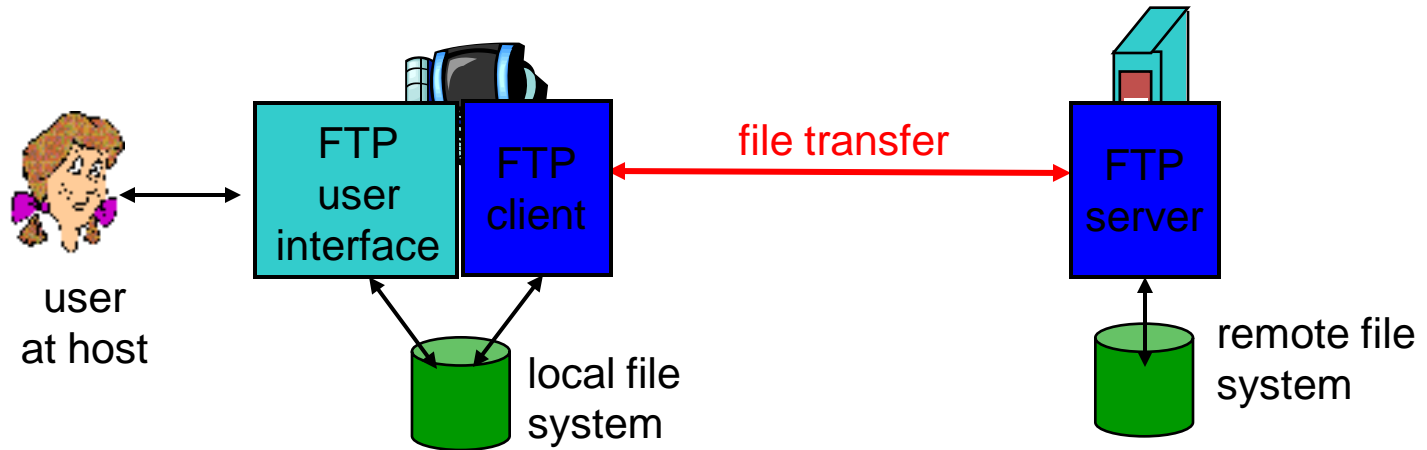 file transfer
FTP
user
interface
FTP
client
FTP
server
user
at host
local file
system
remote file
system